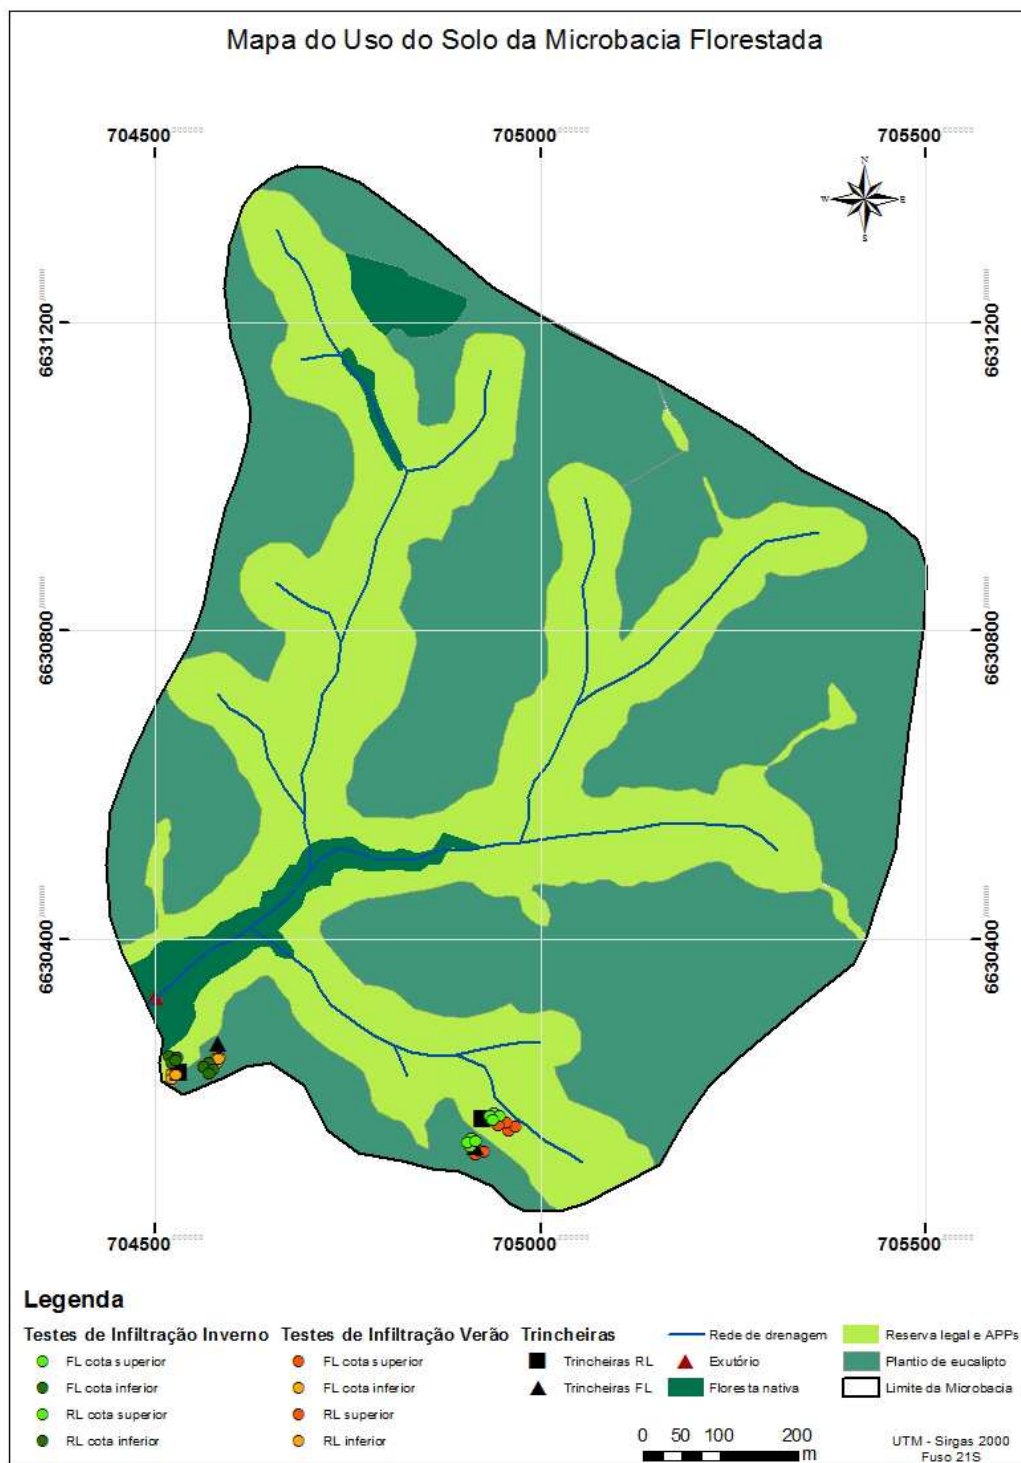 Mapa do Uso do Solo da Microbacia Florestada
704500 705000 705500
N
W E
S
6631200 6631200
6630800 6630800
6630400 6630400
704500 705000 705500
Legenda
Testes de Infiltração Inverno
FL cota superior
FL cota inferior
RL cota superior
RL cota inferior
Testes de Infiltração Verão
FL cota superior
FL cota inferior
RL superior
RL inferior
Trincheiras
Trincheiras RL
Trincheiras FL
Rede de drenagem
Exutório
Floresta nativa
Reserva legal e APPs
Plantio de eucalipto
Limite da Microbacia
0 50 100 200
m
UTM - Sirgas 2000
Fuso 21S